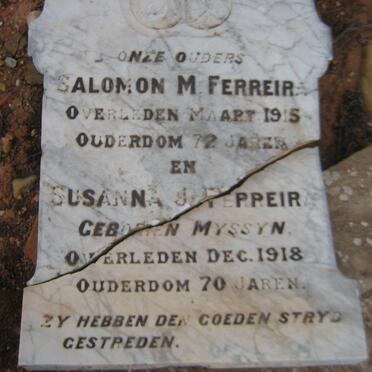 ONZE OUDERS
SALOMON M. FERREIRA
OVERLEDEN MAART 1915
OUDERDOM 72 JAREN
EN
SUSANNA J. FERREIRA
GEBOREN MYSSYN.
OVERLEDEN DEC. 1918
OUDERDOM 70 JAREN.
ZY HEBBEN DEN GOEDEN STRYD
GESTREDEN.